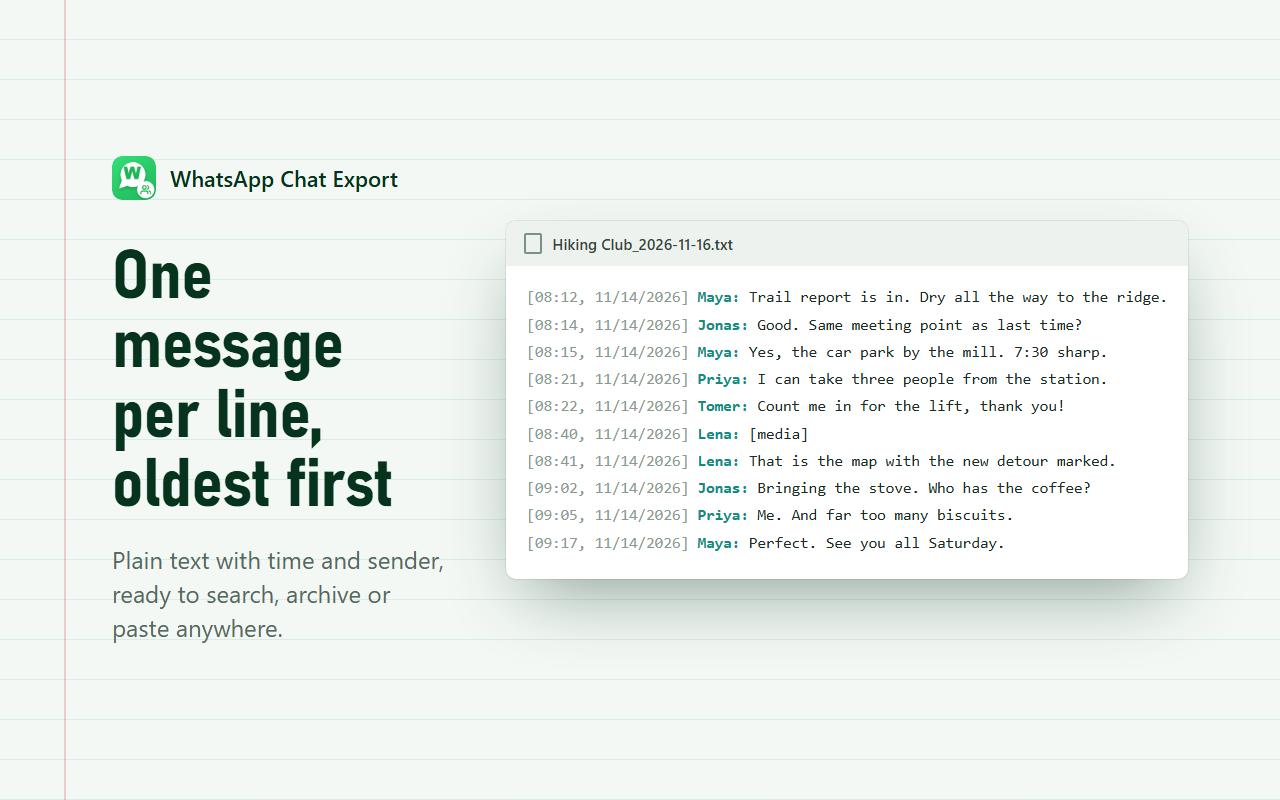 W
WhatsApp Chat Export
One
message
per line,
oldest first
Plain text with time and sender,
ready to search, archive or
paste anywhere.
Hiking Club_2026-11-16.txt
[08:12, 11/14/2026] Maya: Trail report is in. Dry all the way to the ridge.
[08:14, 11/14/2026] Jonas: Good. Same meeting point as last time?
[08:15, 11/14/2026] Maya: Yes, the car park by the mill. 7:30 sharp.
[08:21, 11/14/2026] Priya: I can take three people from the station.
[08:22, 11/14/2026] Tomer: Count me in for the lift, thank you!
[08:40, 11/14/2026] Lena: [media]
[08:41, 11/14/2026] Lena: That is the map with the new detour marked.
[09:02, 11/14/2026] Jonas: Bringing the stove. Who has the coffee?
[09:05, 11/14/2026] Priya: Me. And far too many biscuits.
[09:17, 11/14/2026] Maya: Perfect. See you all Saturday.